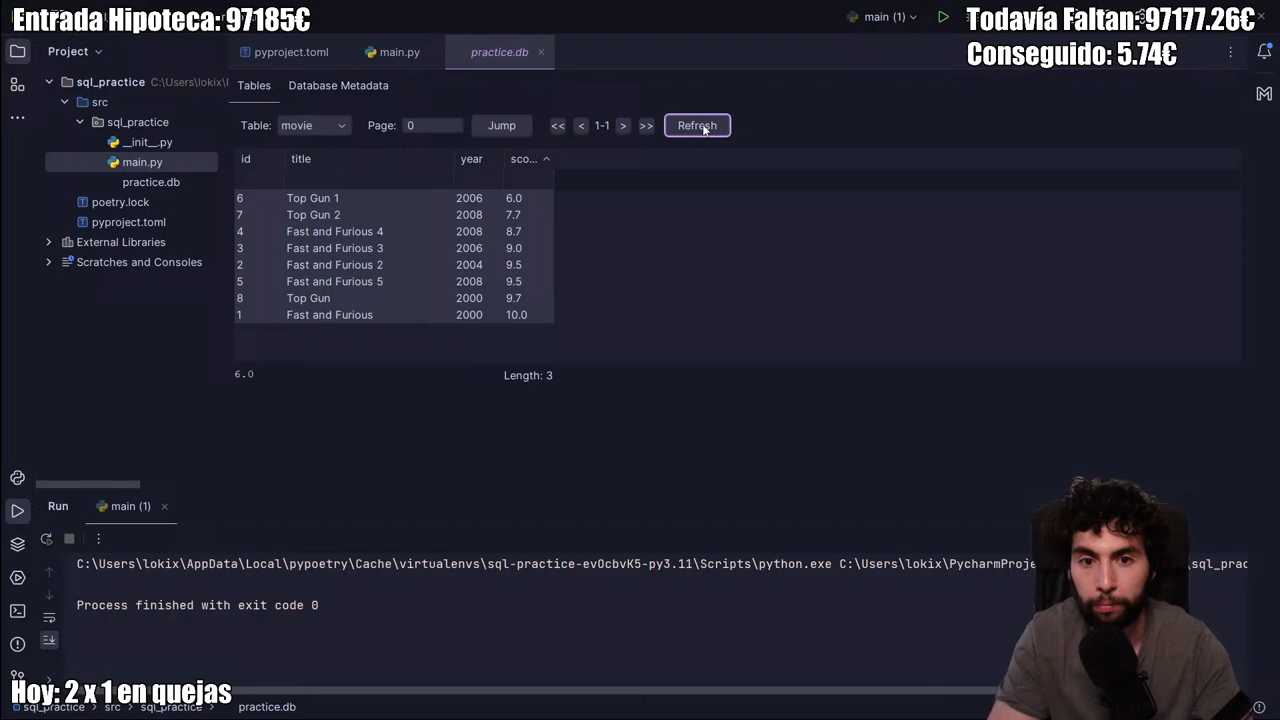 Entrada Hipoteca: 97185€
main (1)
Todavía Faltan: 97177.26€
Conseguido: 5.74€
Project
pyproject.toml
main.py
practice.db
sql_practice C:\Users\lokix\
src
sql_practice
__init__.py
main.py
practice.db
poetry.lock
pyproject.toml
External Libraries
Scratches and Consoles
Tables
Database Metadata
Table: movie Page: 0 Jump << < 1-1 > >> Refresh
id title year sco...
6 Top Gun 1 2006 6.0
7 Top Gun 2 2008 7.7
4 Fast and Furious 4 2008 8.7
3 Fast and Furious 3 2006 9.0
2 Fast and Furious 2 2004 9.5
5 Fast and Furious 5 2008 9.5
8 Top Gun 2000 9.7
1 Fast and Furious 2000 10.0
6.0 Length: 3
Run main (1)
C:\Users\lokix\AppData\Local\pypoetry\Cache\virtualenvs\sql-practice-evOcbvK5-py3.11\Scripts\python.exe C:\Users\lokix\PycharmProje \sql_prac
Process finished with exit code 0
Hoy: 2 x 1 en quejas
sql_practice > src > sql_practice > practice.db